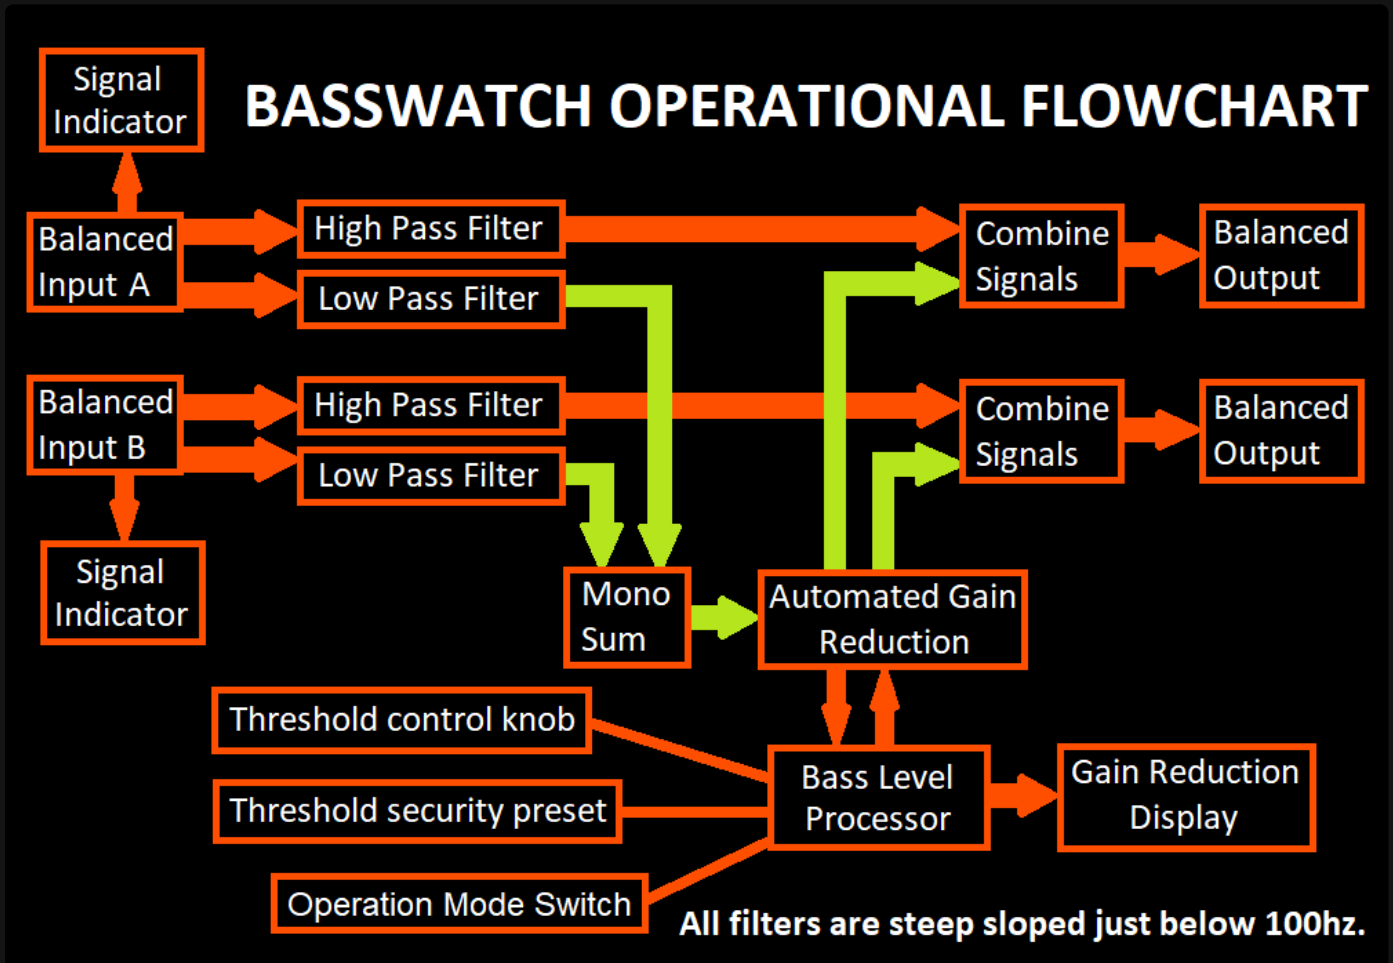 Signal
Indicator
BASSWATCH OPERATIONAL FLOWCHART
Balanced
Input A
High Pass Filter
Low Pass Filter
Combine
Signals
Balanced
Output
Balanced
Input B
High Pass Filter
Low Pass Filter
Combine
Signals
Balanced
Output
Signal
Indicator
Mono
Sum
Automated Gain
Reduction
Threshold control knob
Threshold security preset
Operation Mode Switch
Bass Level
Processor
Gain Reduction
Display
All filters are steep sloped just below 100hz.